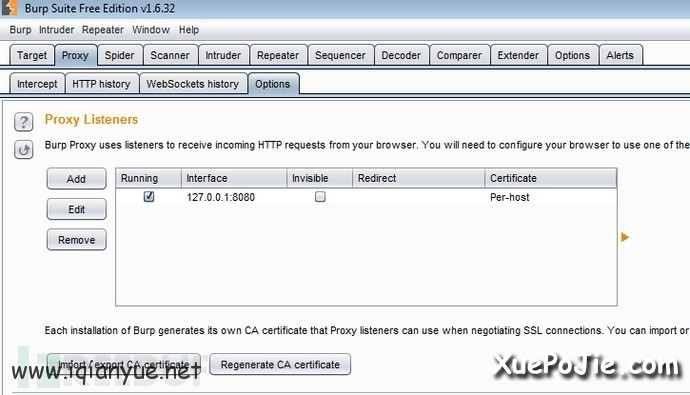 Burp Suite Free Edition v1.6.32
Burp Intruder Repeater Window Help
Target Proxy Spider Scanner Intruder Repeater Sequencer Decoder Comparer Extender Options Alerts
Intercept HTTP history WebSockets history Options
? Proxy Listeners
Burp Proxy uses listeners to receive incoming HTTP requests from your browser. You will need to configure your browser to use one of the
Add Running Interface Invisible Redirect Certificate
127.0.0.1:8080 Per-host
Edit
Remove
Each installation of Burp generates its own CA certificate that Proxy listeners can use when negotiating SSL connections. You can import or
Import / export CA certificate Regenerate CA certificate
www.iqianyue.net
XuePoJie.com